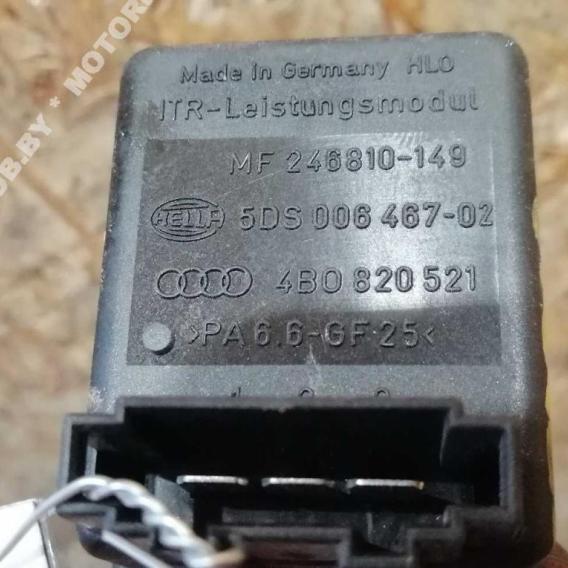 Made in Germany HLO
ITR-Leistungsmodul
MF 246810-149
HELLA 5DS 006 467-02
4B0 820 521
>PA 6.6-GF 25<